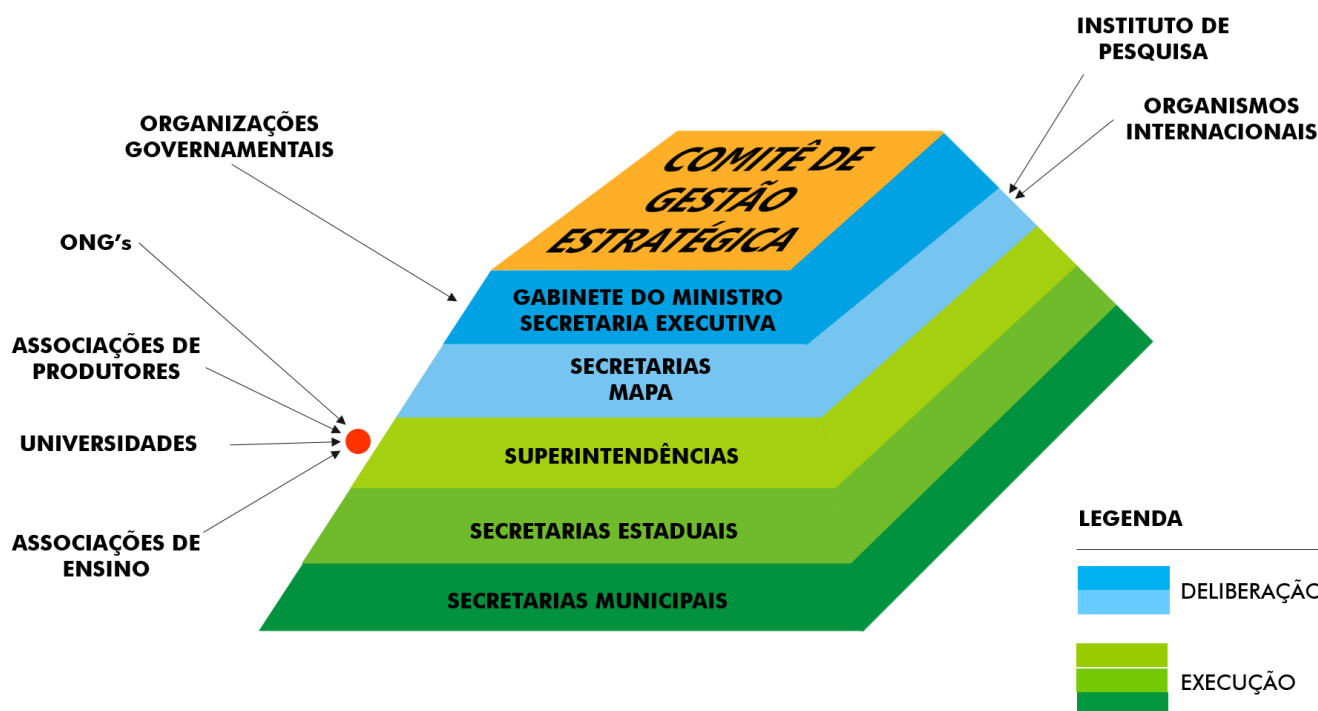 INSTITUTO DE
PESQUISA
ORGANISMOS
INTERNACIONAIS
ORGANIZAÇÕES
GOVERNAMENTAIS
ONG's
ASSOCIAÇÕES DE
PRODUTORES
UNIVERSIDADES
ASSOCIAÇÕES DE
ENSINO
COMITÊ DE
GESTÃO
ESTRATÉGICA
GABINETE DO MINISTRO
SECRETARIA EXECUTIVA
SECRETARIAS
MAPA
SUPERINTENDÊNCIAS
SECRETARIAS ESTADUAIS
SECRETARIAS MUNICIPAIS
LEGENDA
DELIBERAÇÃO
EXECUÇÃO